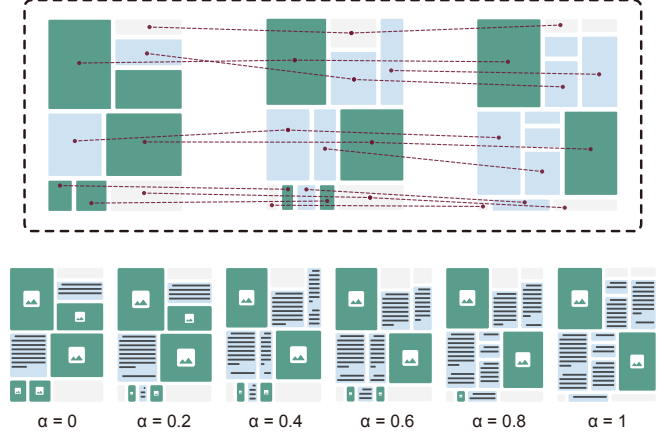 α = 0
α = 0.2
α = 0.4
α = 0.6
α = 0.8
α = 1